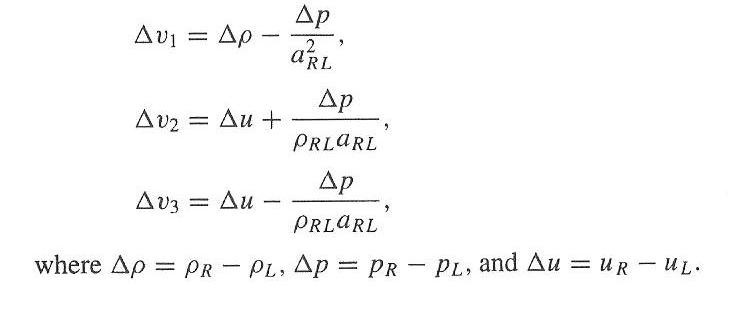 Δv₁ = Δρ − Δp / a²_RL,
Δv₂ = Δu + Δp / ρ_RL a_RL,
Δv₃ = Δu − Δp / ρ_RL a_RL,
where Δρ = ρ_R − ρ_L, Δp = p_R − p_L, and Δu = u_R − u_L.